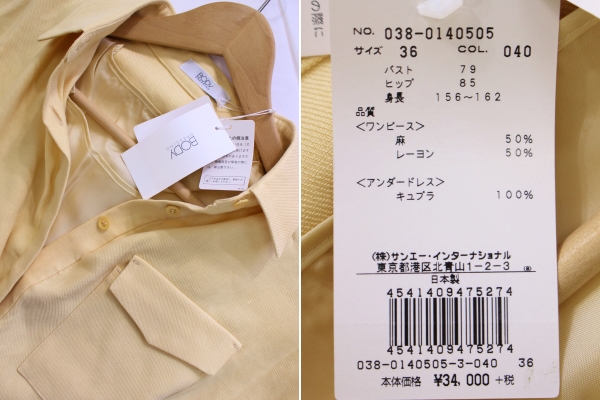 BODY
BODY
の際に
NO. 038-0140505
サイズ 36 COL. 040
バスト 79
ヒップ 85
身長 156~162
品質
<ワンピース>
麻 50%
レーヨン 50%
<アンダードレス>
キュプラ 100%
(株)サンエー・インターナショナル
東京都港区北青山1-2-3
日本製
4541409475274
4541409475274
038-0140505-3-040 36
本体価格 ¥34,000 +税